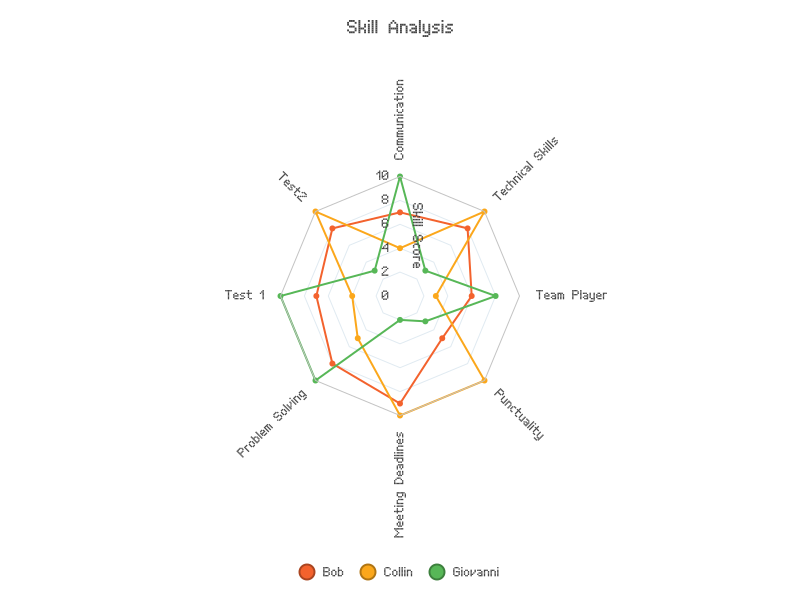 Skill Analysis
Communication
Technical Skills
Test2
10
8
6
4
2
0
Skill Score
Test 1
Team Player
Problem Solving
Punctuality
Meeting Deadlines
Bob
Collin
Giovanni